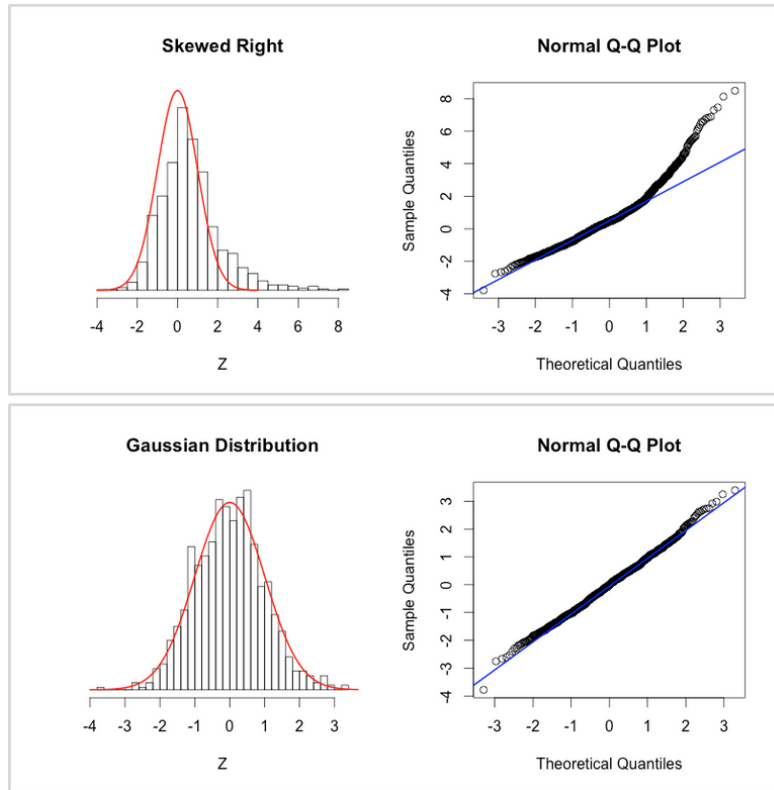 Skewed Right
-4 -2 0 2 4 6 8
Z
Normal Q-Q Plot
8
6
4
2
0
-2
-4
Sample Quantiles
-3 -2 -1 0 1 2 3
Theoretical Quantiles
Gaussian Distribution
-4 -3 -2 -1 0 1 2 3
Z
Normal Q-Q Plot
3
2
1
0
-1
-2
-3
-4
Sample Quantiles
-3 -2 -1 0 1 2 3
Theoretical Quantiles